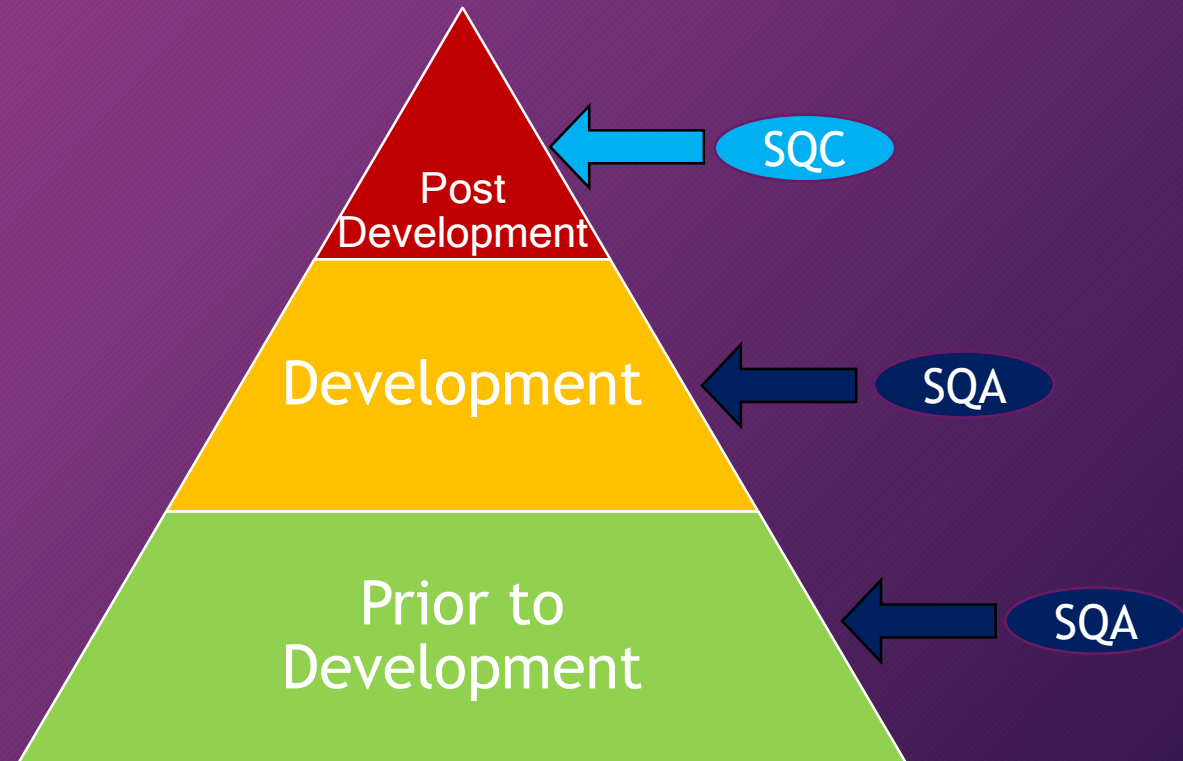 Post
Development
SQC
Development
SQA
Prior to
Development
SQA